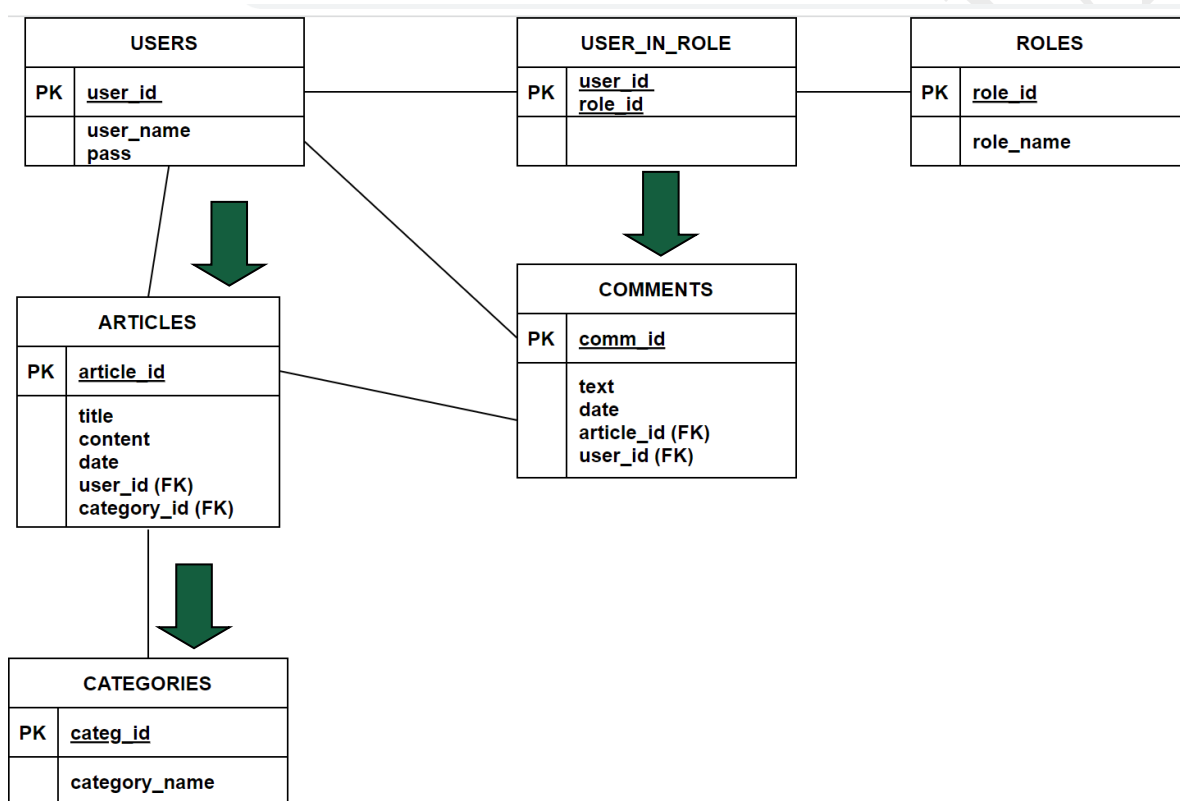 USERS
PK user_id
user_name
pass
USER_IN_ROLE
PK user_id
role_id
ROLES
PK role_id
role_name
ARTICLES
PK article_id
title
content
date
user_id (FK)
category_id (FK)
COMMENTS
PK comm_id
text
date
article_id (FK)
user_id (FK)
CATEGORIES
PK categ_id
category_name